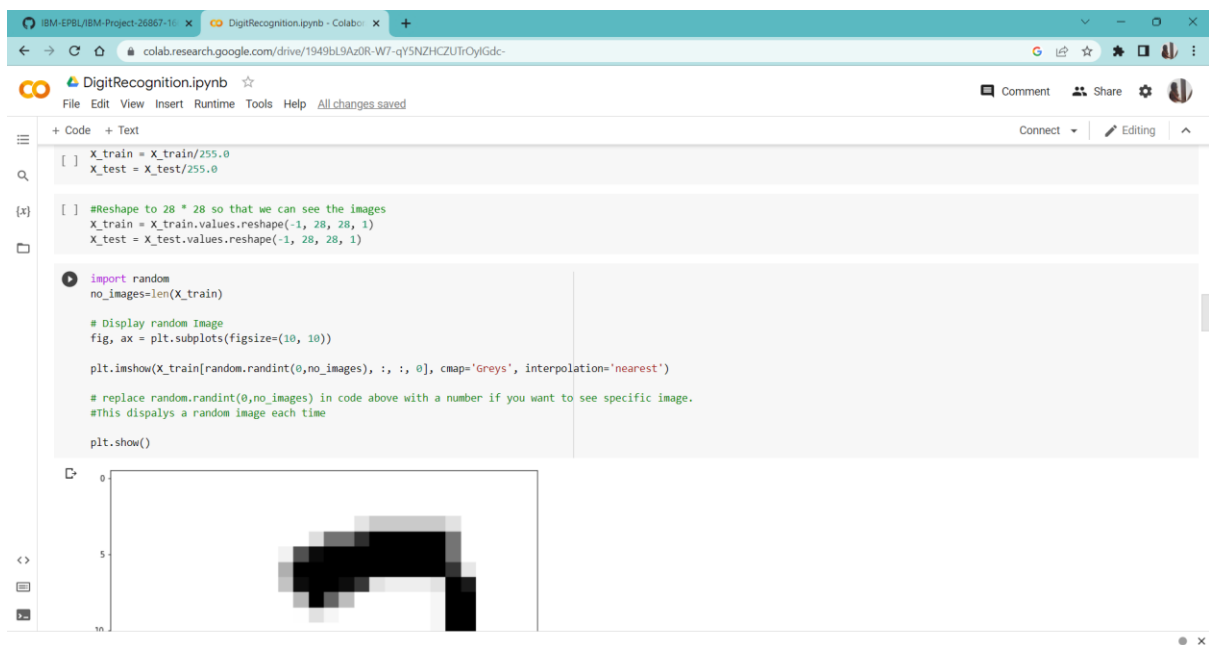 IBM-EPBL/IBM-Project-26867-16
DigitRecognition.ipynb - Colabor
colab.research.google.com/drive/1949bL9Az0R-W7-qY5NZHCZUTrOyIGdc-
DigitRecognition.ipynb
File Edit View Insert Runtime Tools Help All changes saved
Comment Share
+ Code + Text
Connect Editing
[ ] X_train = X_train/255.0
X_test = X_test/255.0
{x}
[ ] #Reshape to 28 * 28 so that we can see the images
X_train = X_train.values.reshape(-1, 28, 28, 1)
X_test = X_test.values.reshape(-1, 28, 28, 1)
import random
no_images=len(X_train)
# Display random Image
fig, ax = plt.subplots(figsize=(10, 10))
plt.imshow(X_train[random.randint(0,no_images), :, :, 0], cmap='Greys', interpolation='nearest')
# replace random.randint(0,no_images) in code above with a number if you want to see specific image.
#This dispalys a random image each time
plt.show()
0
5
10